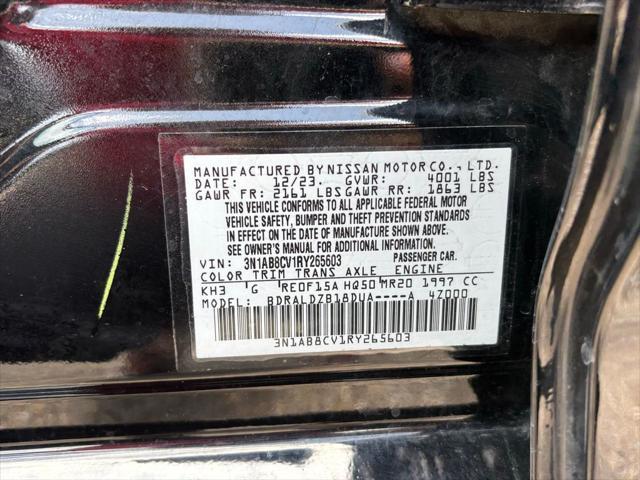 MANUFACTURED BY NISSAN MOTOR CO., LTD.
DATE: 12/23. GVWR: 4001 LBS
GAWR FR: 2161 LBS GAWR RR: 1863 LBS
THIS VEHICLE CONFORMS TO ALL APPLICABLE FEDERAL MOTOR
VEHICLE SAFETY, BUMPER AND THEFT PREVENTION STANDARDS
IN EFFECT ON THE DATE OF MANUFACTURE SHOWN ABOVE.
SEE OWNER'S MANUAL FOR ADDITIONAL INFORMATION.
VIN: 3N1AB8CV1RY265603 PASSENGER CAR.
COLOR TRIM TRANS AXLE ENGINE
KH3 'G RE0F15A HQ50 MR20 1997 CC
MODEL: BDRALDZB18DUA----A 4Z000
3N1AB8CV1RY265603